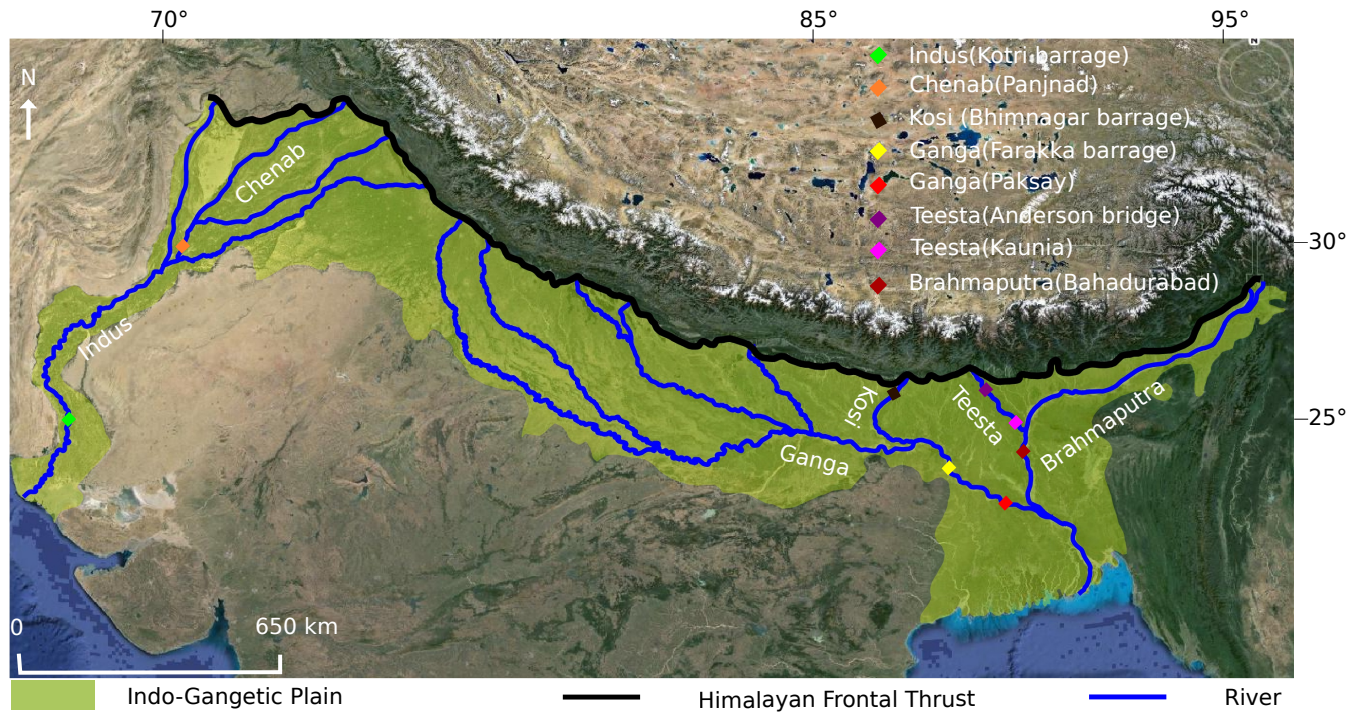 70° 85° 95°
N
Indus(Kotri barrage)
Chenab(Panjnad)
Kosi (Bhimnagar barrage)
Ganga(Farakka barrage)
Ganga(Paksay)
Teesta(Anderson bridge)
Teesta(Kaunia)
Brahmaputra(Bahadurabad)
Chenab
30°
Indus
25°
Kosi
Teesta
Brahmaputra
Ganga
0 650 km
Indo-Gangetic Plain Himalayan Frontal Thrust River